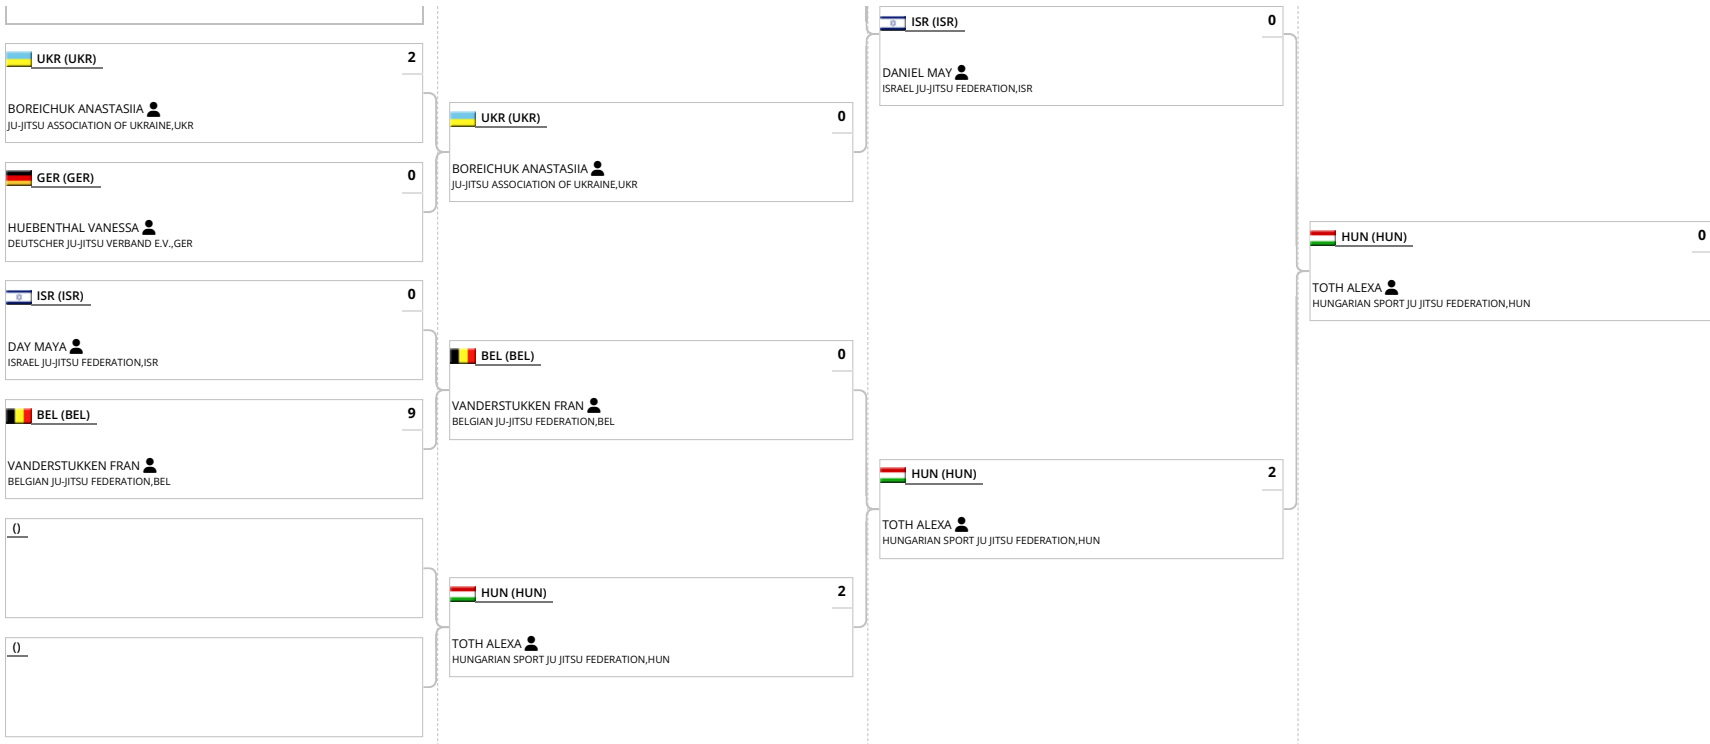 UKR (UKR) 2
BOREICHUK ANASTASIIA
JU-JITSU ASSOCIATION OF UKRAINE,UKR
GER (GER) 0
HUEBENTHAL VANESSA
DEUTSCHER JU-JITSU VERBAND E.V.,GER
ISR (ISR) 0
DAY MAYA
ISRAEL JU-JITSU FEDERATION,ISR
BEL (BEL) 9
VANDERSTUKKEN FRAN
BELGIAN JU-JITSU FEDERATION,BEL
()
()
UKR (UKR) 0
BOREICHUK ANASTASIIA
JU-JITSU ASSOCIATION OF UKRAINE,UKR
BEL (BEL) 0
VANDERSTUKKEN FRAN
BELGIAN JU-JITSU FEDERATION,BEL
HUN (HUN) 2
TOTH ALEXA
HUNGARIAN SPORT JU JITSU FEDERATION,HUN
ISR (ISR) 0
DANIEL MAY
ISRAEL JU-JITSU FEDERATION,ISR
HUN (HUN) 2
TOTH ALEXA
HUNGARIAN SPORT JU JITSU FEDERATION,HUN
HUN (HUN) 0
TOTH ALEXA
HUNGARIAN SPORT JU JITSU FEDERATION,HUN